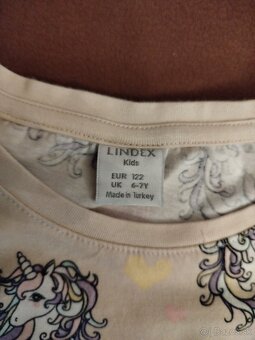 LINDEX
Kids
EUR 122
UK 6-7Y
Made in Turkey